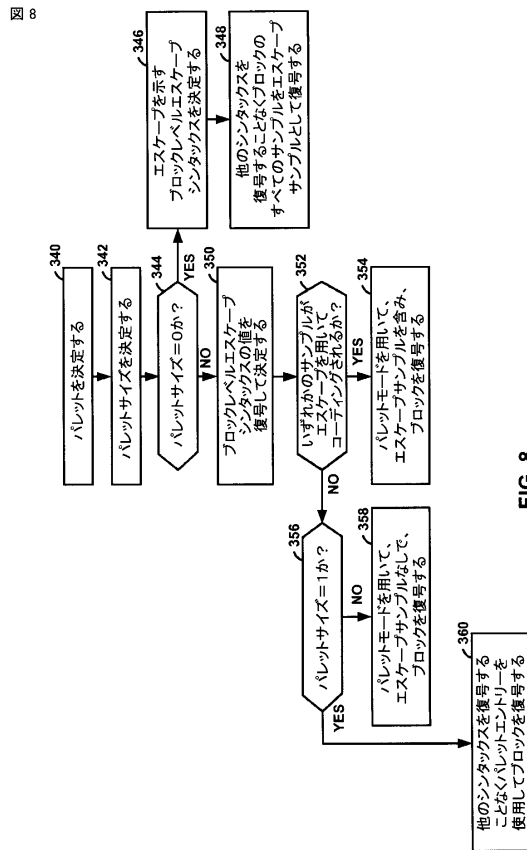 図 8
340
パレットを決定する
342
パレットサイズを決定する
344
パレットサイズ=0か?
YES
NO
346
エスケープを示す
ブロックレベルエスケープ
シンタックスを決定する
348
他のシンタックスを
復号することなくブロックの
すべてのサンプルをエスケープ
サンプルとして復号する
350
ブロックレベルエスケープ
シンタックスの値を
復号して決定する
352
いずれかのサンプルが
エスケープを用いて
コーディングされるか?
YES
NO
354
パレットモードを用いて、
エスケープサンプルを含み、
ブロックを復号する
356
パレットサイズ=1か?
NO
YES
358
パレットモードを用いて、
エスケープサンプルなしで、
ブロックを復号する
360
他のシンタックスを復号する
ことなくパレットエントリーを
使用してブロックを復号する
FIG. 8